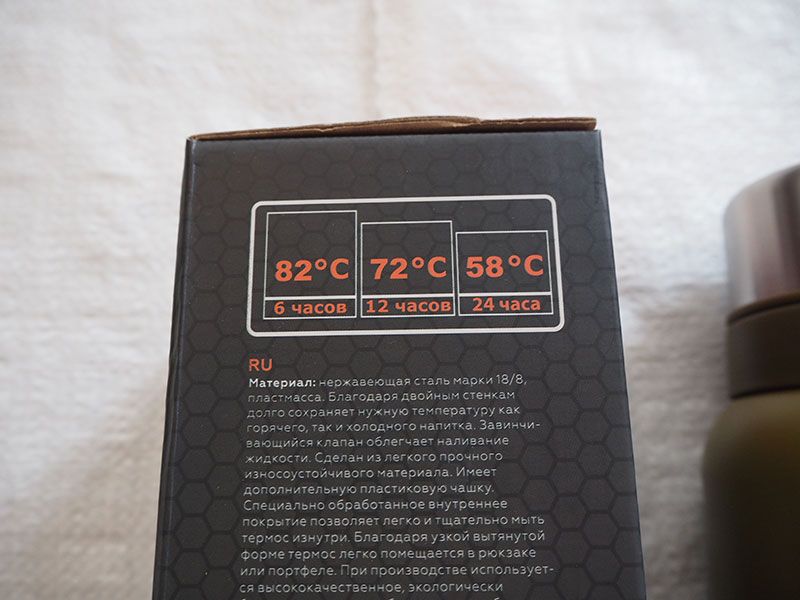 82°C 72°C 58°C
6 часов 12 часов 24 часа
RU
Материал: нержавеющая сталь марки 18/8,
пластмасса. Благодаря двойным стенкам
долго сохраняет нужную температуру как
горячего, так и холодного напитка. Завинчи-
вающийся клапан облегчает наливание
жидкости. Сделан из легкого прочного
износоустойчивого материала. Имеет
дополнительную пластиковую чашку.
Специально обработанное внутреннее
покрытие позволяет легко и тщательно мыть
термос изнутри. Благодаря узкой вытянутой
форме термос легко помещается в рюкзаке
или портфеле. При производстве использует-
ся высококачественное, экологически